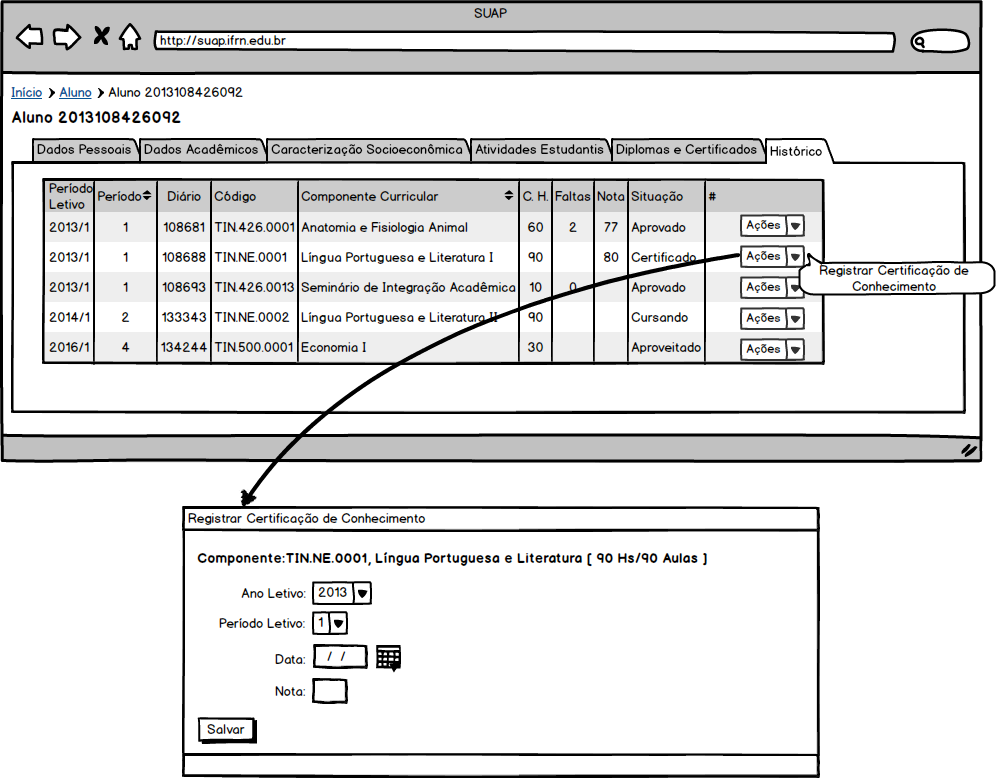 SUAP
http://suap.ifrn.edu.br
Início ❯ Aluno ❯ Aluno 2013108426092
Aluno 2013108426092
Dados Pessoais Dados Acadêmicos Caracterização Socioeconômica Atividades Estudantis Diplomas e Certificados Histórico
Período Letivo Período Diário Código Componente Curricular C. H. Faltas Nota Situação #
2013/1 1 108681 TIN.426.0001 Anatomia e Fisiologia Animal 60 2 77 Aprovado Ações
2013/1 1 108688 TIN.NE.0001 Língua Portuguesa e Literatura I 90 80 Certificado Ações
Registrar Certificação de
Conhecimento
2013/1 1 108693 TIN.426.0013 Seminário de Integração Acadêmica 10 0 Aprovado Ações
2014/1 2 133343 TIN.NE.0002 Língua Portuguesa e Literatura II 90 Cursando Ações
2016/1 4 134244 TIN.500.0001 Economia I 30 Aproveitado Ações
Registrar Certificação de Conhecimento
Componente:TIN.NE.0001, Língua Portuguesa e Literatura [ 90 Hs/90 Aulas ]
Ano Letivo: 2013
Período Letivo: 1
Data: / /
Nota:
Salvar